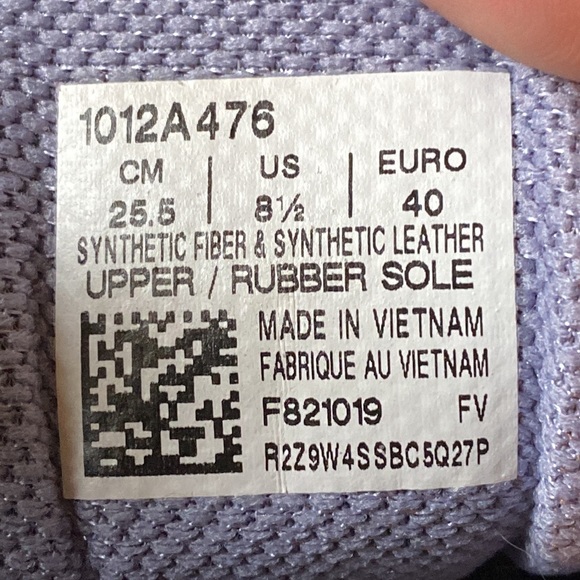 1012A476
CM | US | EURO
25.5 | 8½ | 40
SYNTHETIC FIBER & SYNTHETIC LEATHER
UPPER / RUBBER SOLE
MADE IN VIETNAM
FABRIQUE AU VIETNAM
F821019 FV
R2Z9W4SSBC5Q27P